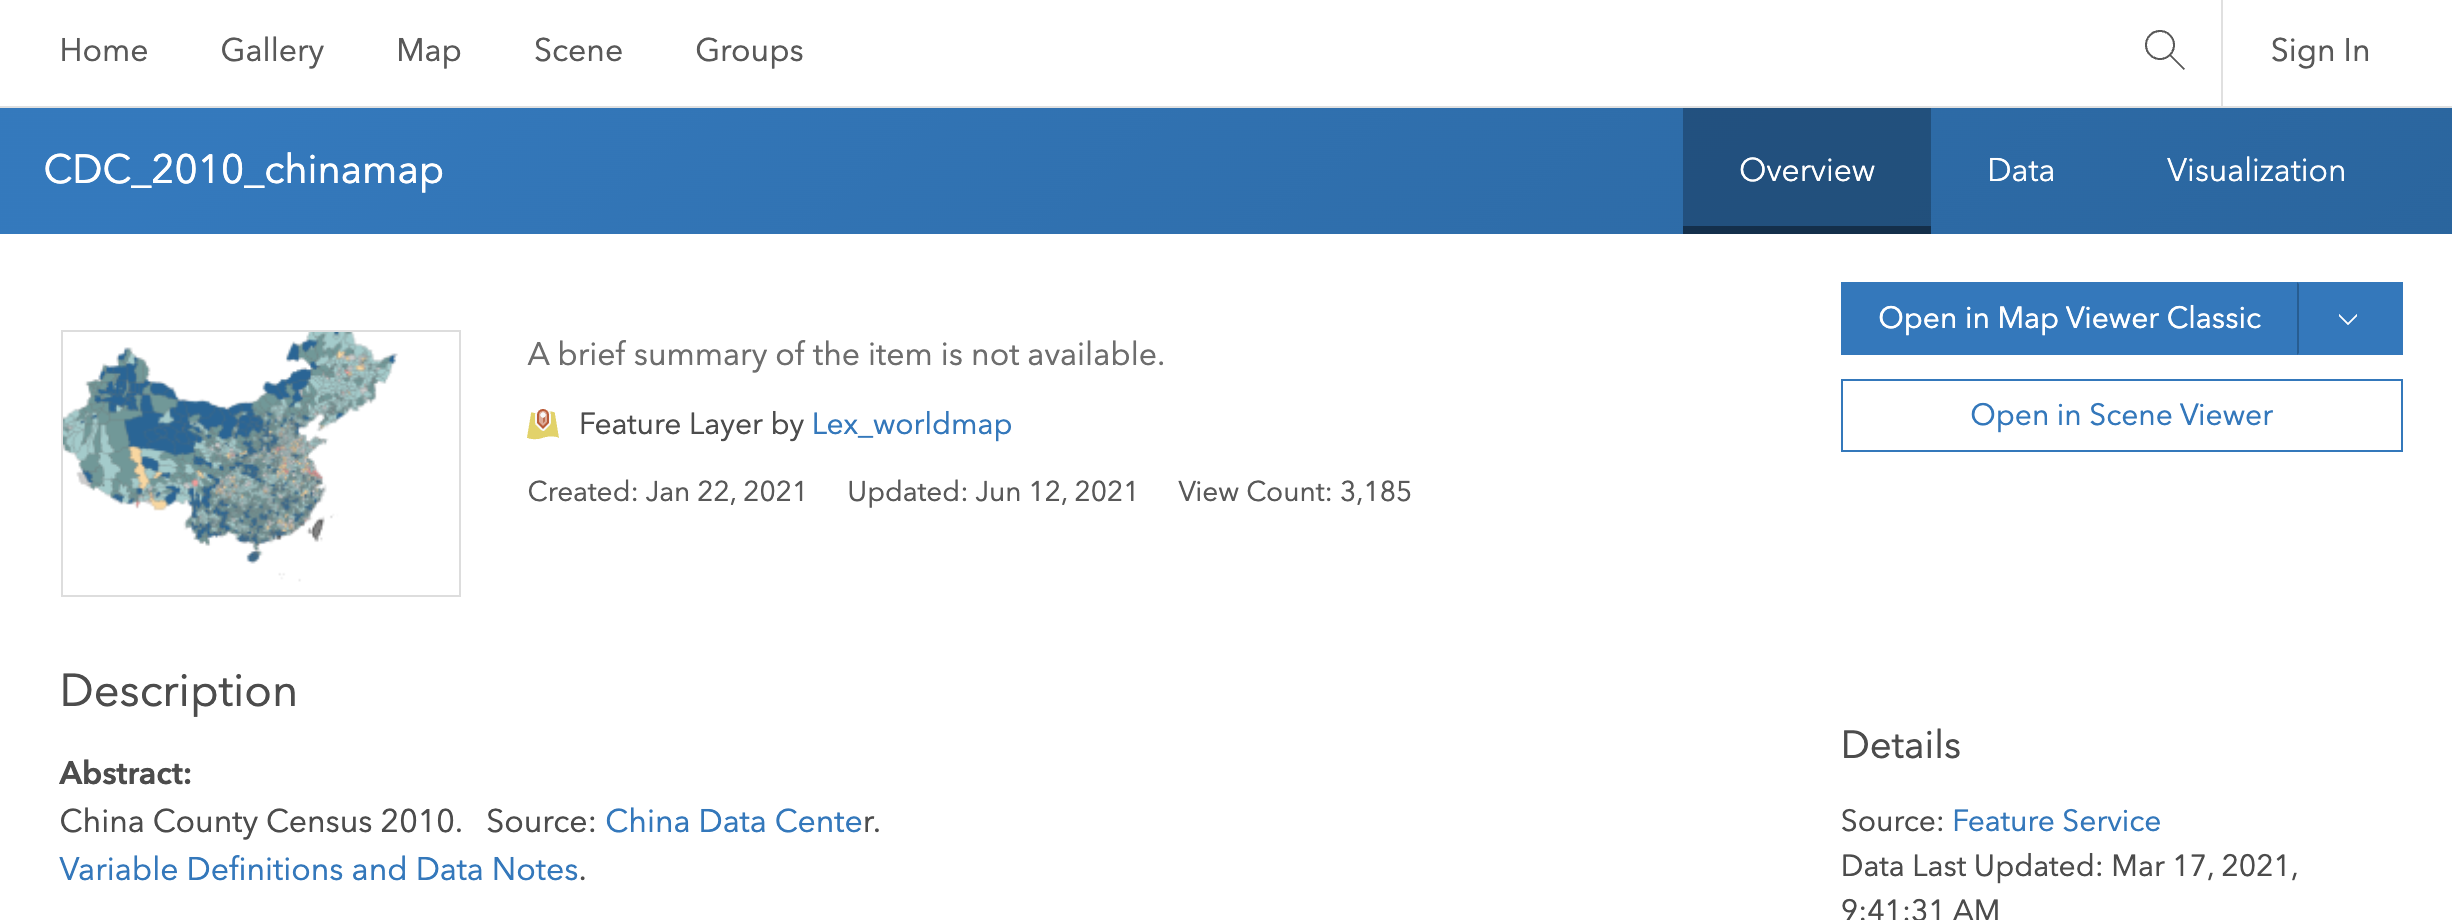 Home Gallery Map Scene Groups Sign In
CDC_2010_chinamap Overview Data Visualization
Open in Map Viewer Classic
A brief summary of the item is not available.
Open in Scene Viewer
Feature Layer by Lex_worldmap
Created: Jan 22, 2021 Updated: Jun 12, 2021 View Count: 3,185
Description
Abstract:
China County Census 2010. Source: China Data Center.
Variable Definitions and Data Notes.
Details
Source: Feature Service
Data Last Updated: Mar 17, 2021,
9:41:31 AM